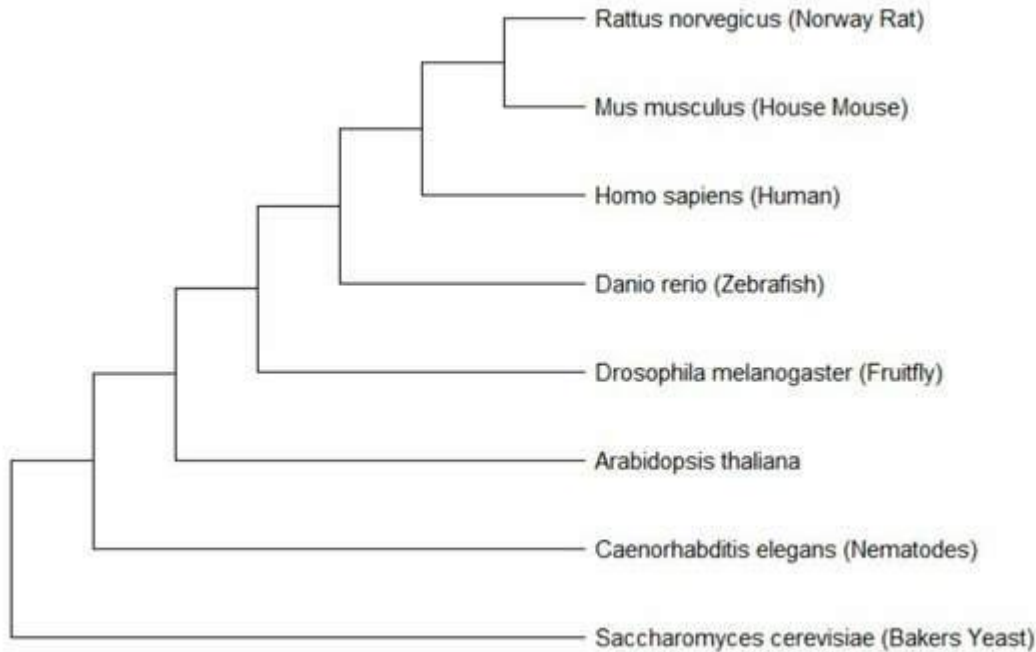 Rattus norvegicus (Norway Rat)
Mus musculus (House Mouse)
Homo sapiens (Human)
Danio rerio (Zebrafish)
Drosophila melanogaster (Fruitfly)
Arabidopsis thaliana
Caenorhabditis elegans (Nematodes)
Saccharomyces cerevisiae (Bakers Yeast)